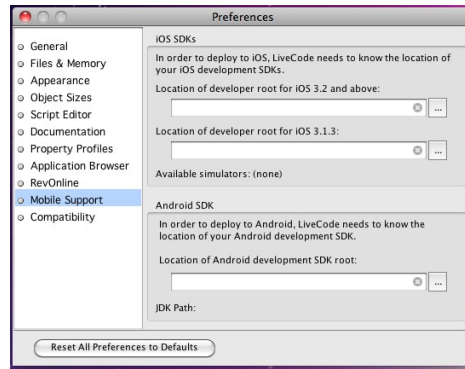 Preferences
General
Files & Memory
Appearance
Object Sizes
Script Editor
Documentation
Property Profiles
Application Browser
RevOnline
Mobile Support
Compatibility
iOS SDKs
In order to deploy to iOS, LiveCode needs to know the location of
your iOS development SDKs.
Location of developer root for iOS 3.2 and above:
...
Location of developer root for iOS 3.1.3:
...
Available simulators: (none)
Android SDK
In order to deploy to Android, LiveCode needs to know the
location of your Android development SDK.
Location of Android development SDK root:
...
JDK Path:
Reset All Preferences to Defaults